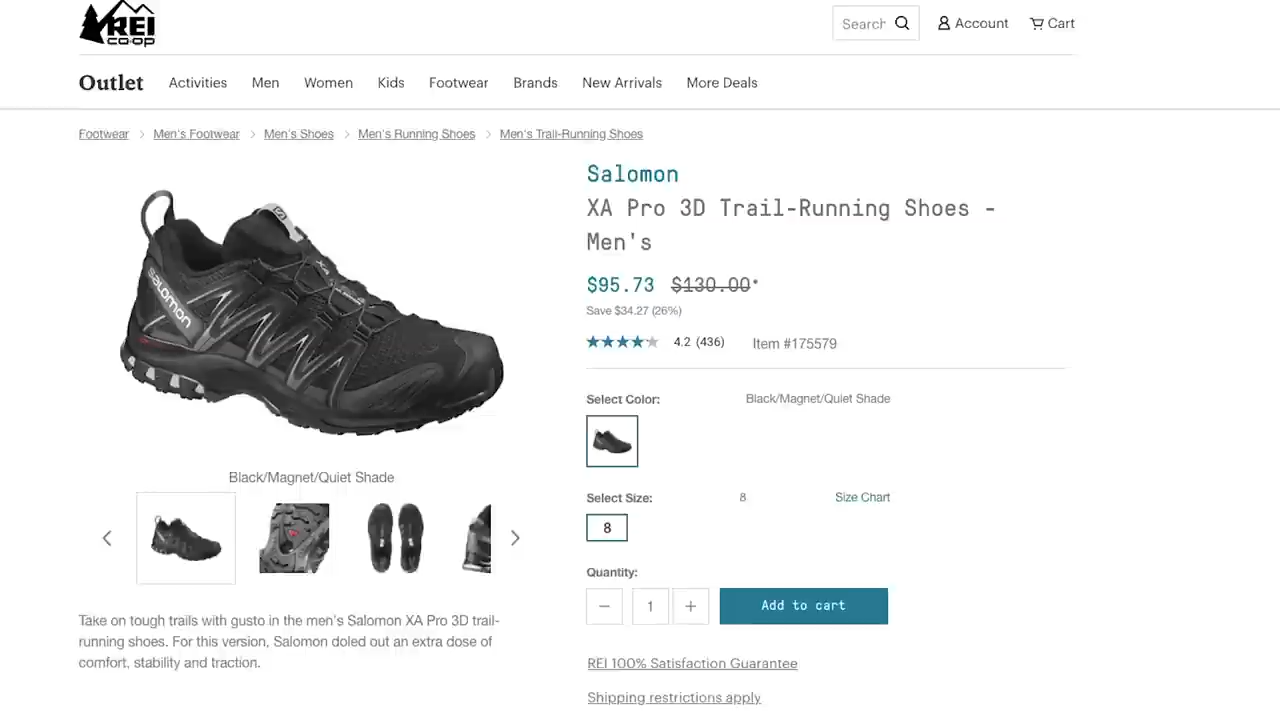 REI
co·op
Search
Account
Cart
Outlet
Activities
Men
Women
Kids
Footwear
Brands
New Arrivals
More Deals
Footwear
Men's Footwear
Men's Shoes
Men's Running Shoes
Men's Trail-Running Shoes
Salomon
XA Pro 3D Trail-Running Shoes -
Men's
$95.73 $130.00*
Save $34.27 (26%)
4.2 (436)
Item #175579
Select Color:
Black/Magnet/Quiet Shade
Select Size:
8
Size Chart
8
Quantity:
− 1 +
Add to cart
REI 100% Satisfaction Guarantee
Shipping restrictions apply
salomon
XA
Black/Magnet/Quiet Shade
Take on tough trails with gusto in the men's Salomon XA Pro 3D trail-
running shoes. For this version, Salomon doled out an extra dose of
comfort, stability and traction.